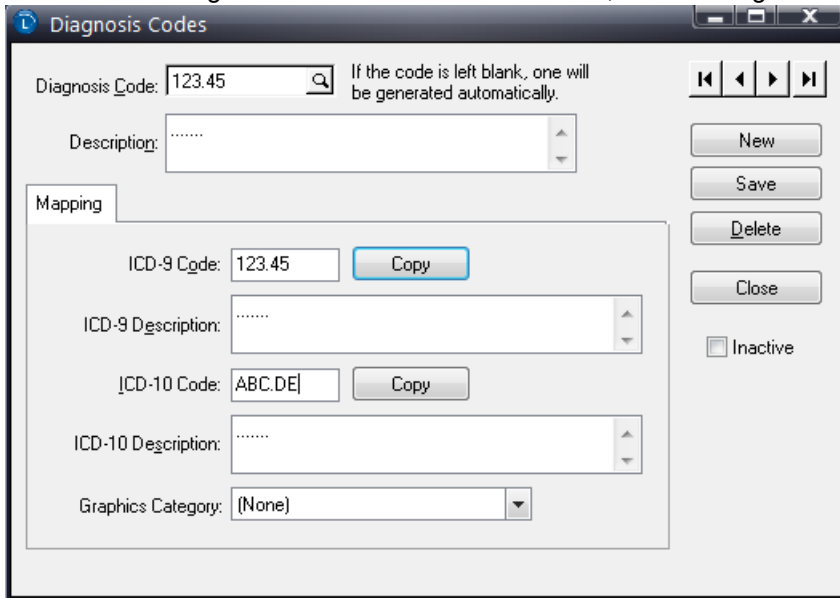 Diagnosis Codes
Diagnosis Code: 123.45
If the code is left blank, one will
be generated automatically.
Description: .......
New
Save
Delete
Close
Inactive
Mapping
ICD-9 Code: 123.45 Copy
ICD-9 Description: .......
ICD-10 Code: ABC.DE Copy
ICD-10 Description: .......
Graphics Category: (None)